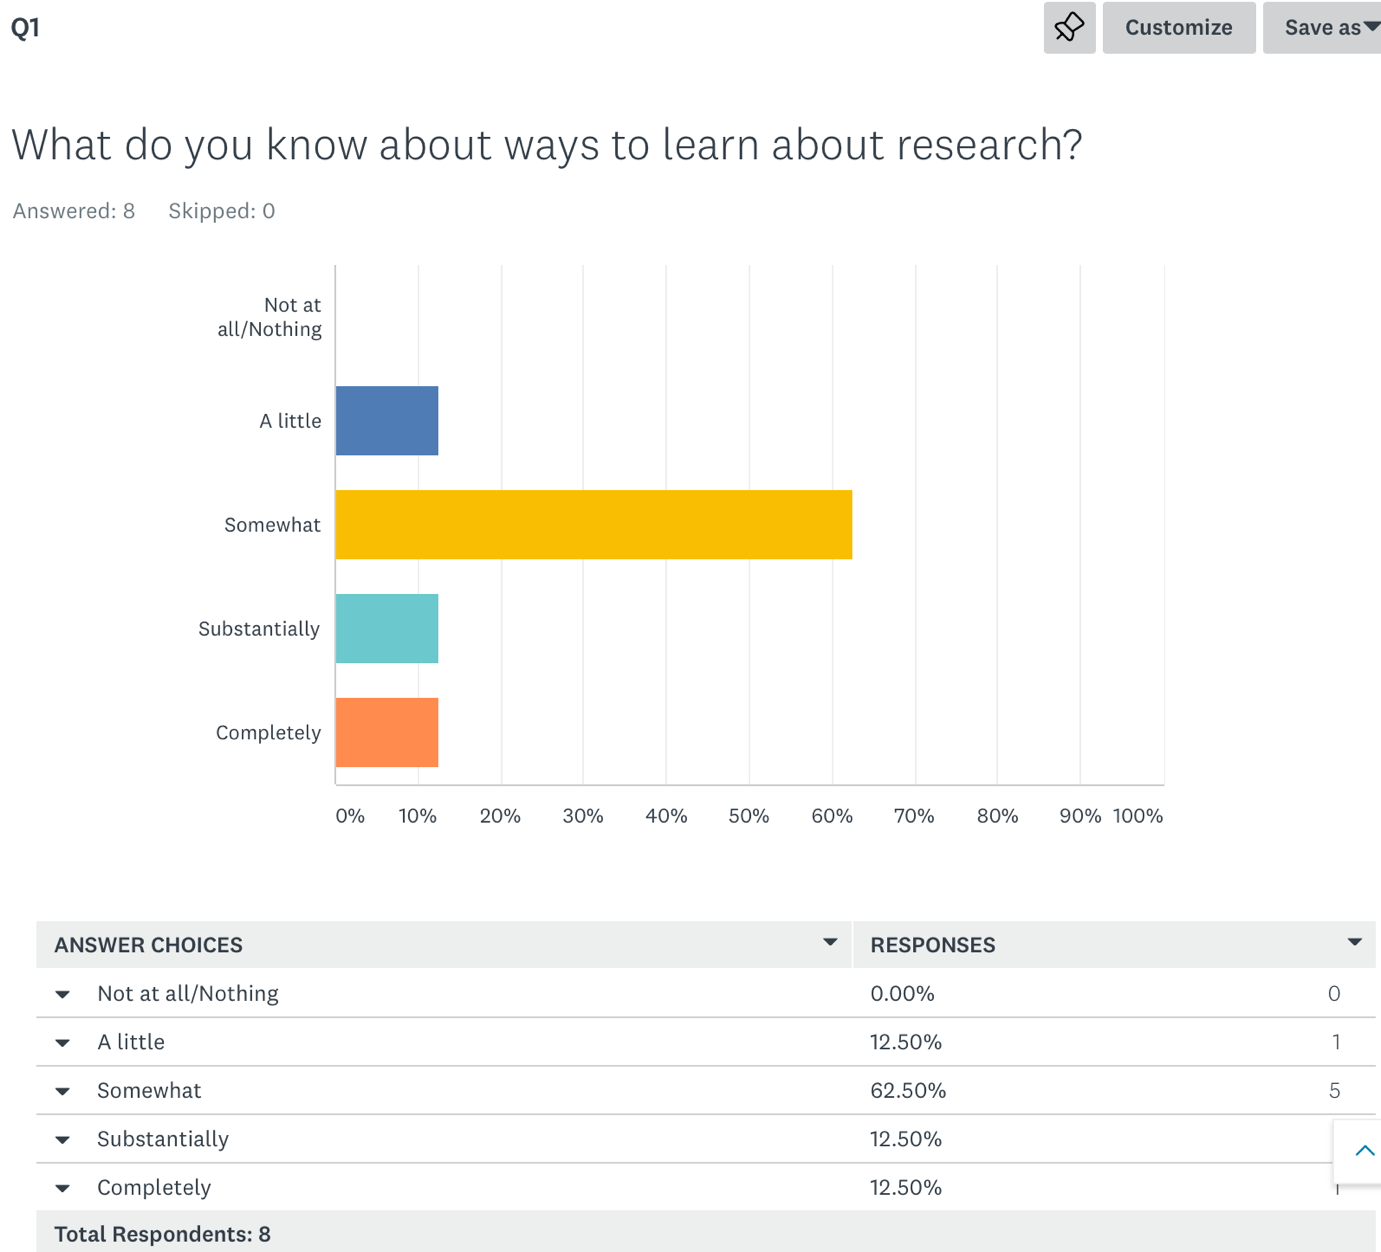 Q1
Customize
Save as
What do you know about ways to learn about research?
Answered: 8 Skipped: 0
Not at
all/Nothing
A little
Somewhat
Substantially
Completely
0% 10% 20% 30% 40% 50% 60% 70% 80% 90% 100%
ANSWER CHOICES RESPONSES
Not at all/Nothing 0.00% 0
A little 12.50% 1
Somewhat 62.50% 5
Substantially 12.50%
Completely 12.50%
Total Respondents: 8